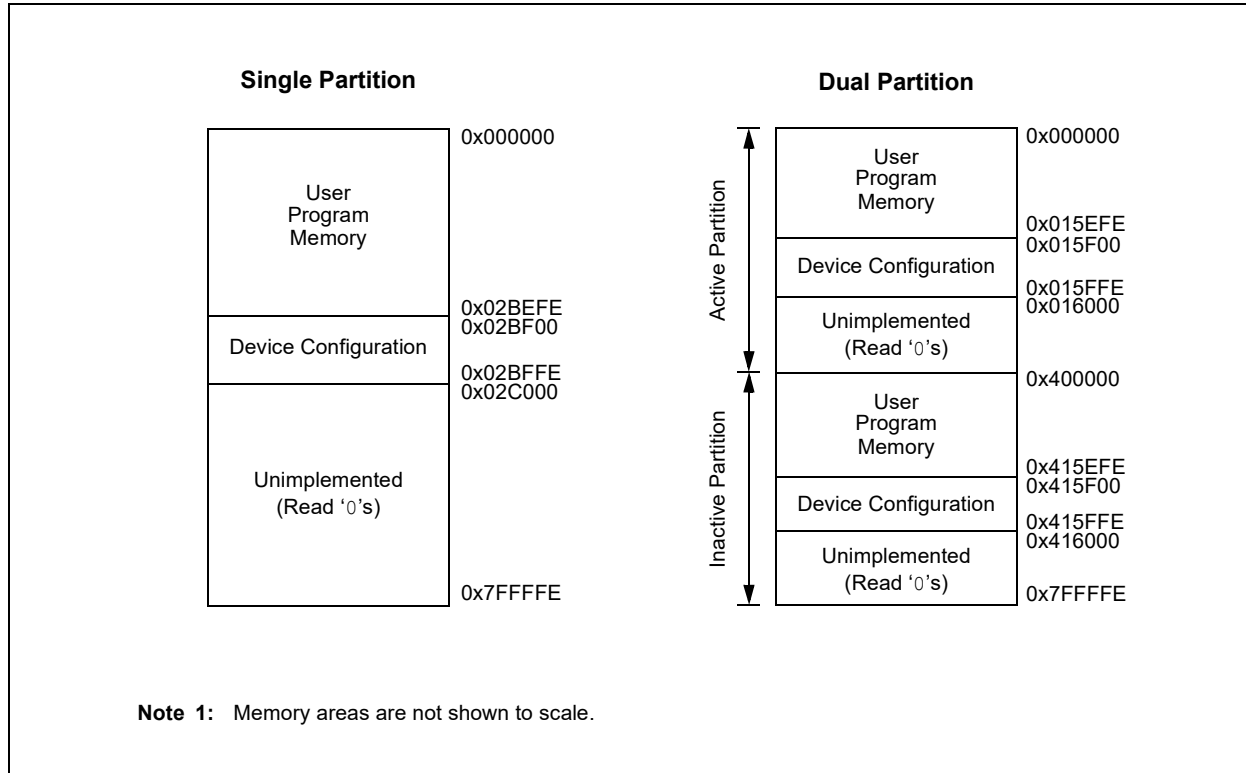 Single Partition
0x000000
User
Program
Memory
0x02BEFE
0x02BF00
Device Configuration
0x02BFFE
0x02C000
Unimplemented
(Read ‘0’s)
0x7FFFFE
Dual Partition
Active Partition
0x000000
User
Program
Memory
0x015EFE
0x015F00
Device Configuration
0x015FFE
0x016000
Unimplemented
(Read ‘0’s)
Inactive Partition
0x400000
User
Program
Memory
0x415EFE
0x415F00
Device Configuration
0x415FFE
0x416000
Unimplemented
(Read ‘0’s)
0x7FFFFE
Note 1: Memory areas are not shown to scale.